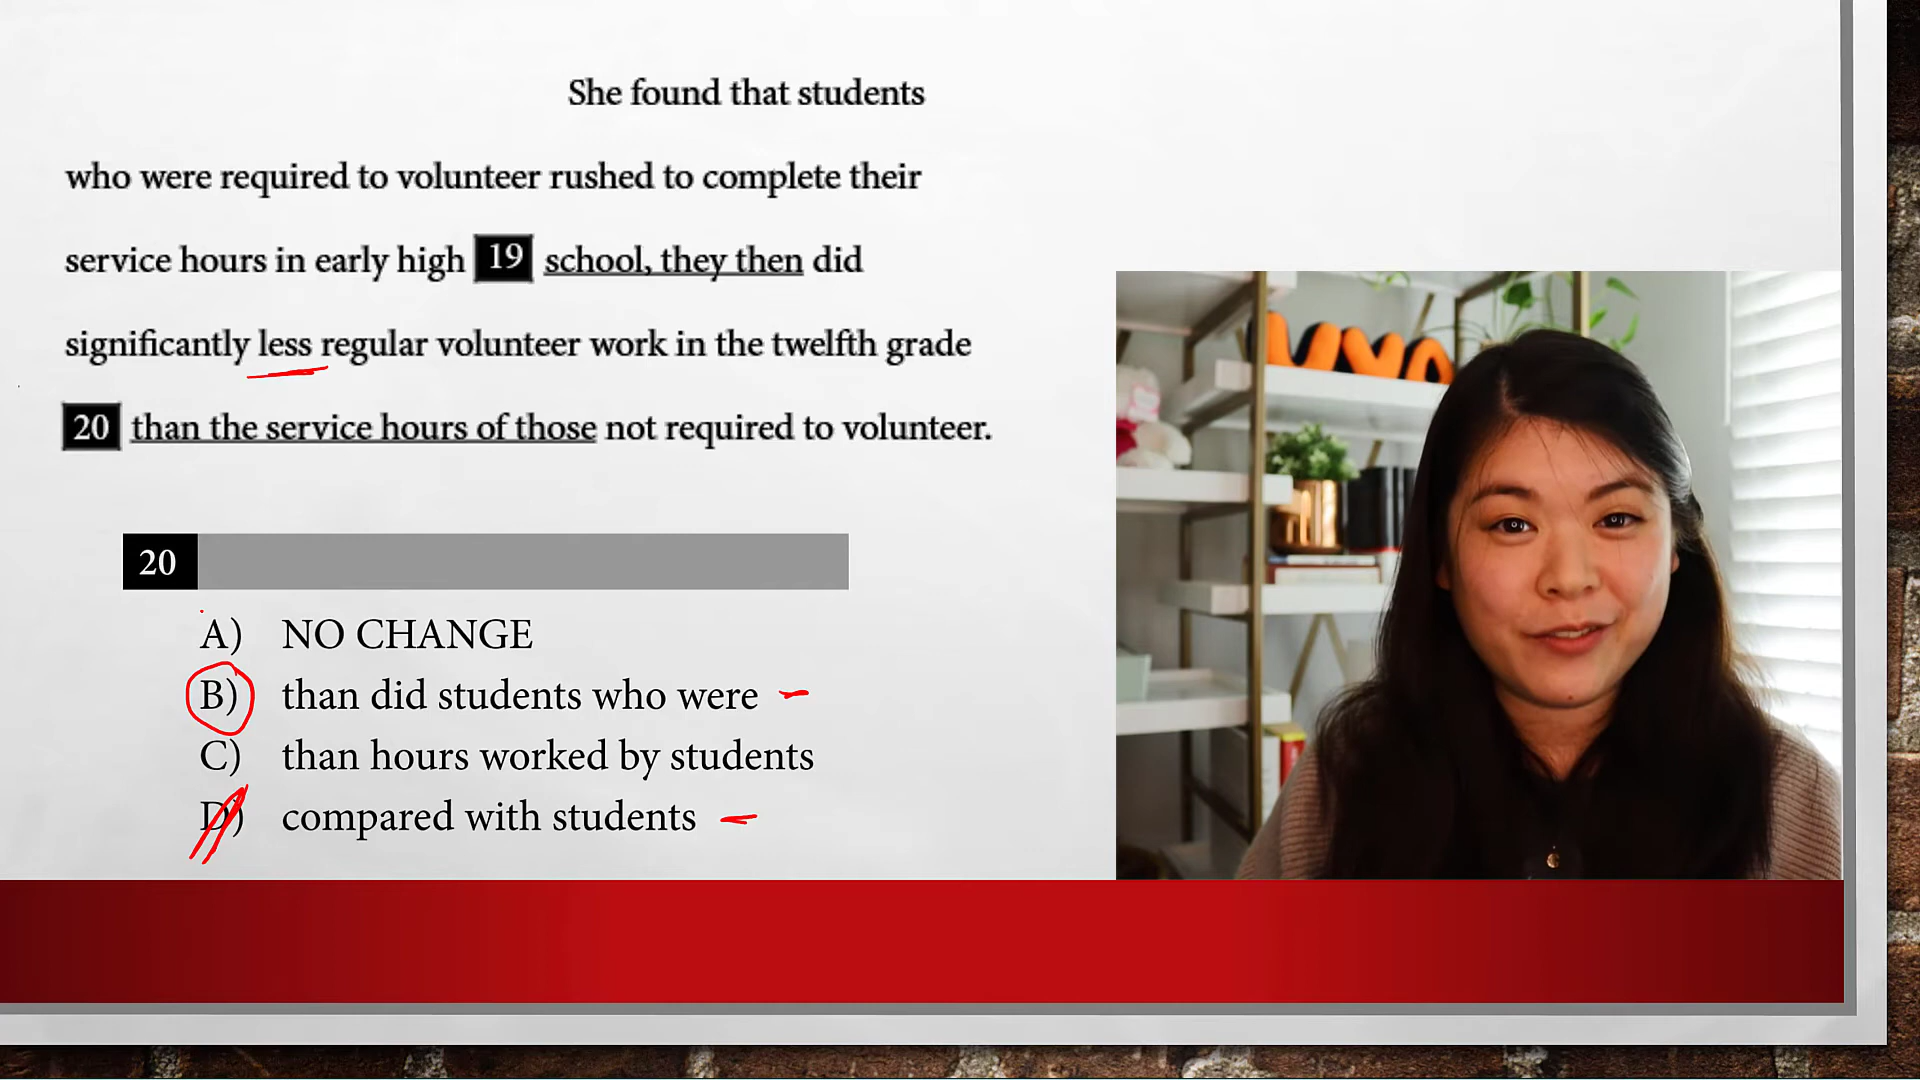 She found that students
who were required to volunteer rushed to complete their
service hours in early high 19 school, they then did
significantly less regular volunteer work in the twelfth grade
20 than the service hours of those not required to volunteer.
20
A) NO CHANGE
B) than did students who were
C) than hours worked by students
D) compared with students